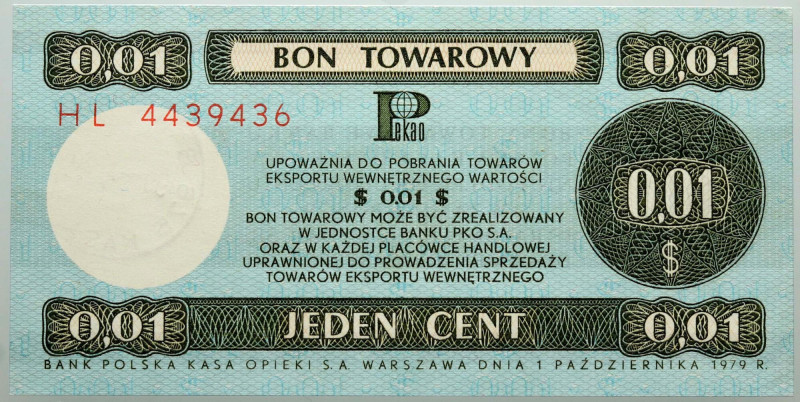 0,01 BON TOWAROWY 0,01
HL 4439436
Pekao
UPOWAŻNIA DO POBRANIA TOWARÓW
EKSPORTU WEWNĘTRZNEGO WARTOŚCI
$ 0.01 $
BON TOWAROWY MOŻE BYĆ ZREALIZOWANY
W JEDNOSTCE BANKU PKO S.A.
ORAZ W KAŻDEJ PLACÓWCE HANDLOWEJ
UPRAWNIONEJ DO PROWADZENIA SPRZEDAŻY
TOWARÓW EKSPORTU WEWNĘTRZNEGO
0,01
$
0,01 JEDEN CENT 0,01
BANK POLSKA KASA OPIEKI S.A. WARSZAWA DNIA 1 PAŹDZIERNIKA 1979 R.